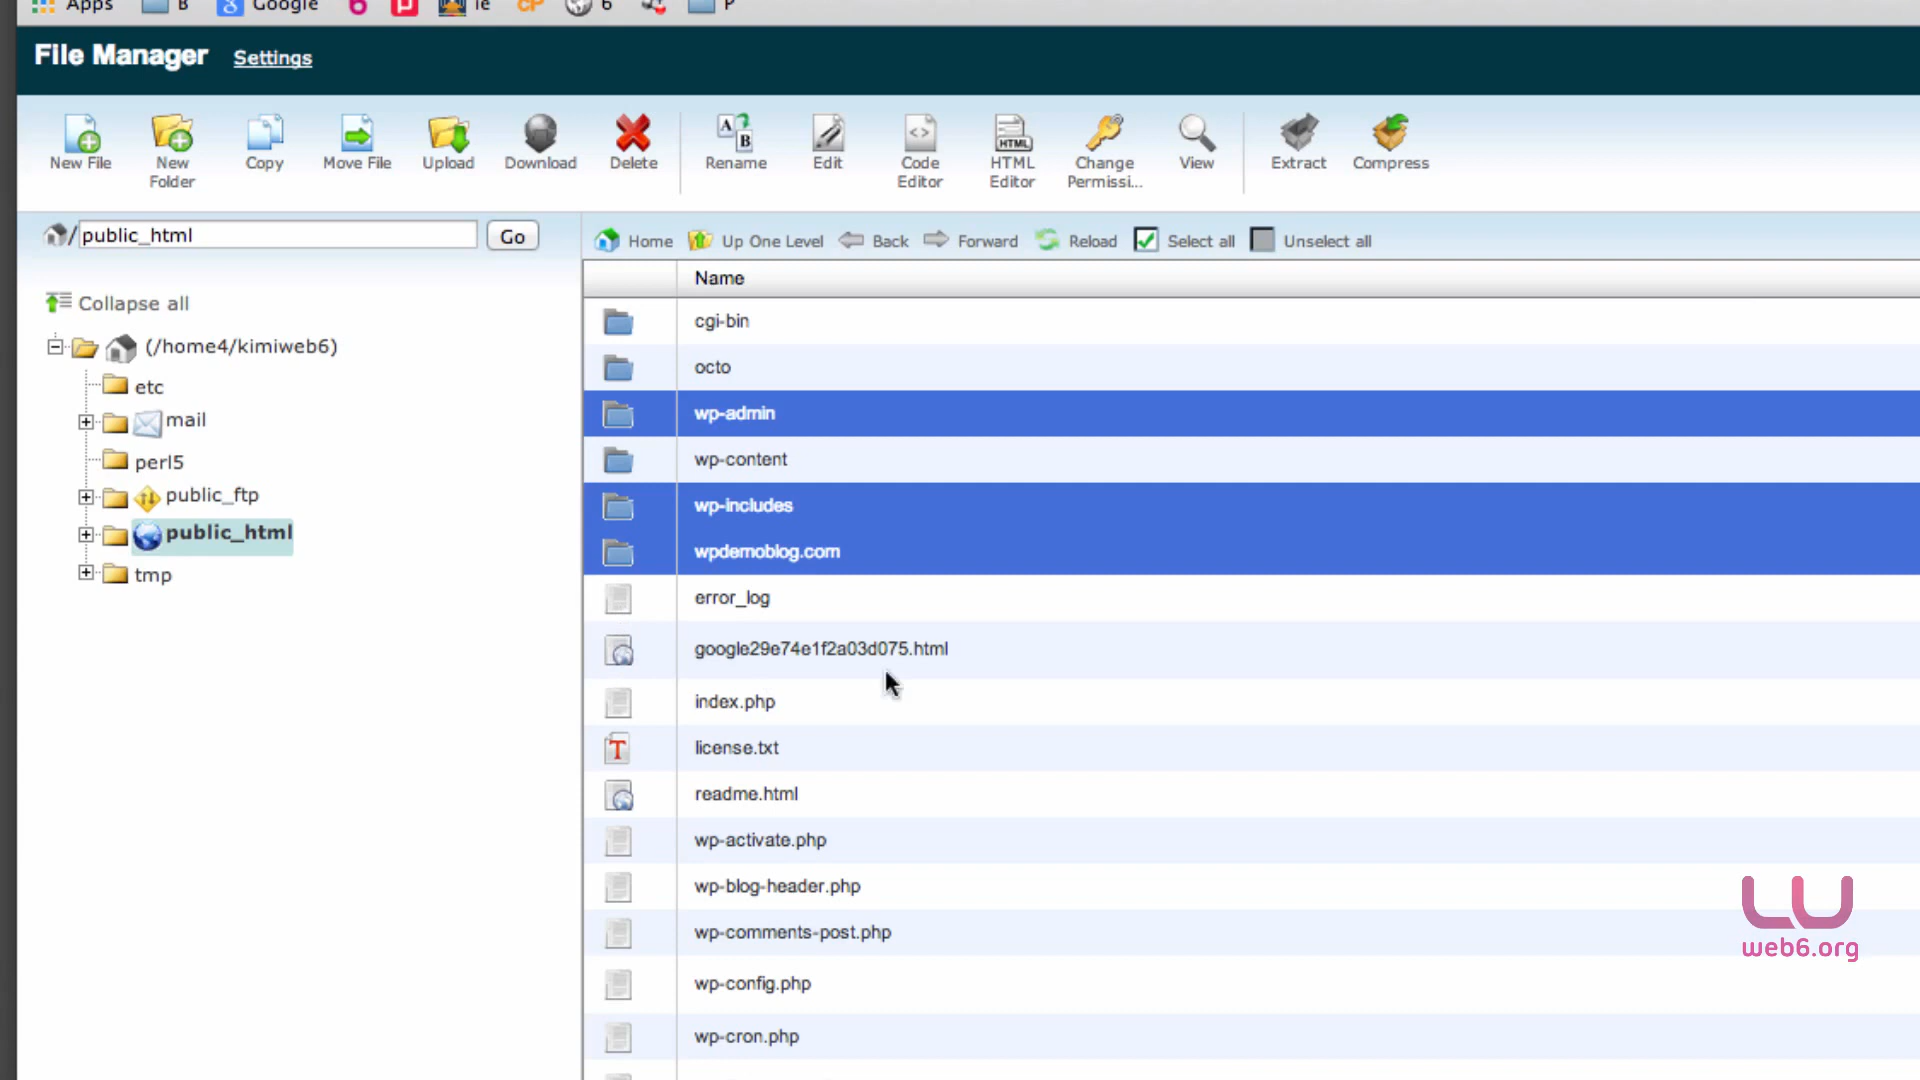 Apps B Google 6 le CP 6 P
File Manager Settings
New File New Folder Copy Move File Upload Download Delete Rename Edit Code Editor HTML Editor Change Permissi... View Extract Compress
/ public_html Go
Home Up One Level Back Forward Reload Select all Unselect all
Collapse all
(/home4/kimiweb6)
etc
mail
perl5
public_ftp
public_html
tmp
Name
cgi-bin
octo
wp-admin
wp-content
wp-includes
wpdemoblog.com
error_log
google29e74e1f2a03d075.html
index.php
license.txt
readme.html
wp-activate.php
wp-blog-header.php
wp-comments-post.php
wp-config.php
wp-cron.php
web6.org